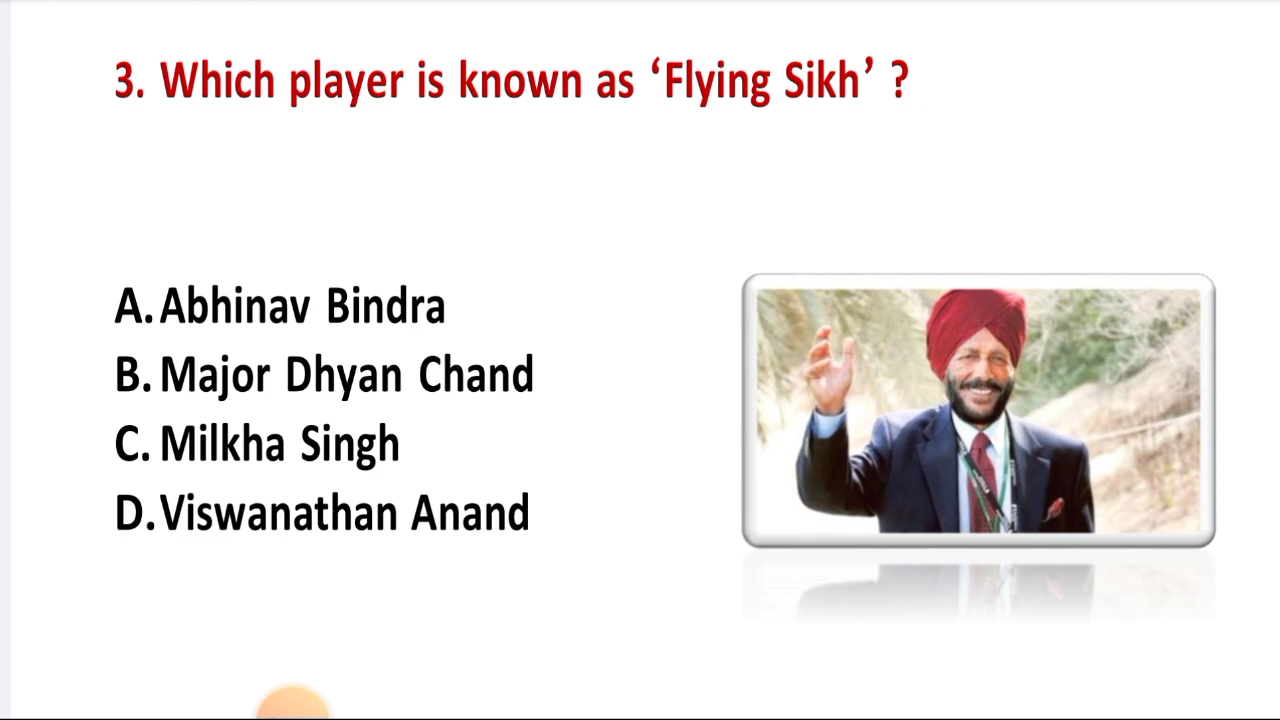 3. Which player is known as ‘Flying Sikh’ ?
A. Abhinav Bindra
B. Major Dhyan Chand
C. Milkha Singh
D. Viswanathan Anand